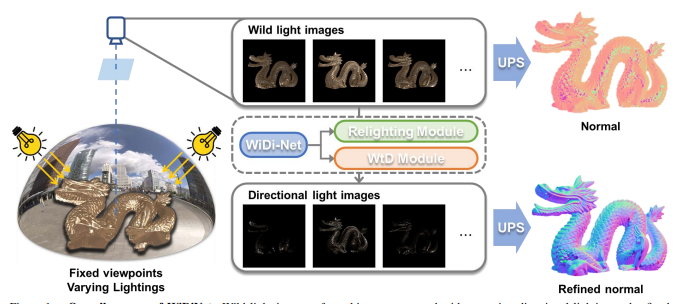 Wild light images
...
UPS
Normal
WiDi-Net
Relighting Module
WtD Module
Directional light images
...
UPS
Refined normal
Fixed viewpoints
Varying Lightings